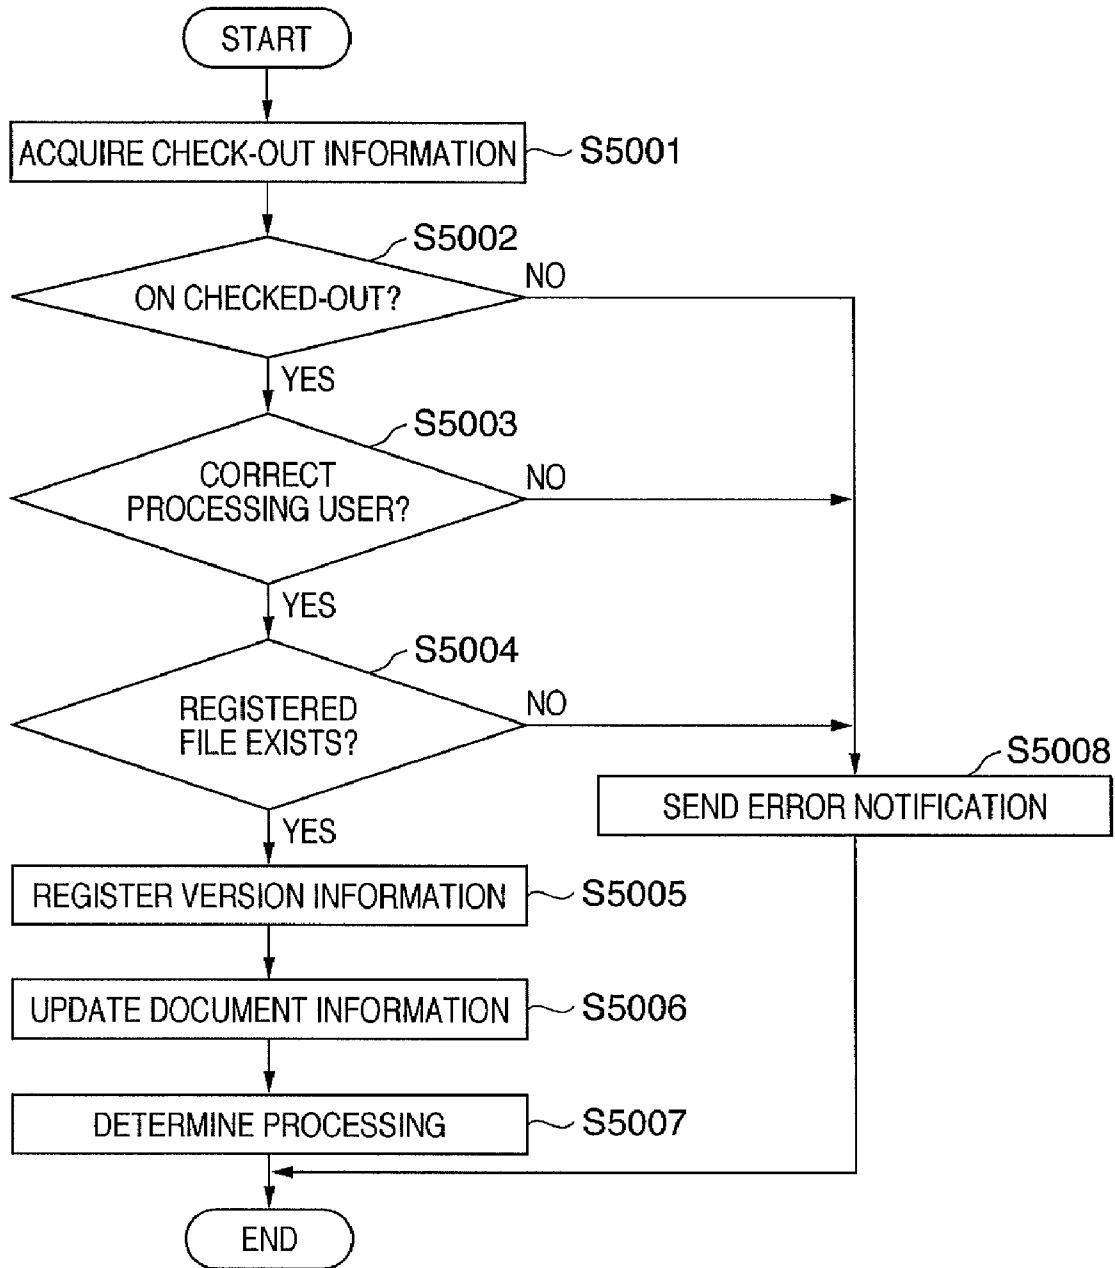 START
ACQUIRE CHECK-OUT INFORMATION
S5001
S5002
ON CHECKED-OUT?
NO
YES
S5003
CORRECT
PROCESSING USER?
NO
YES
S5004
REGISTERED
FILE EXISTS?
NO
S5008
SEND ERROR NOTIFICATION
YES
REGISTER VERSION INFORMATION
S5005
UPDATE DOCUMENT INFORMATION
S5006
DETERMINE PROCESSING
S5007
END